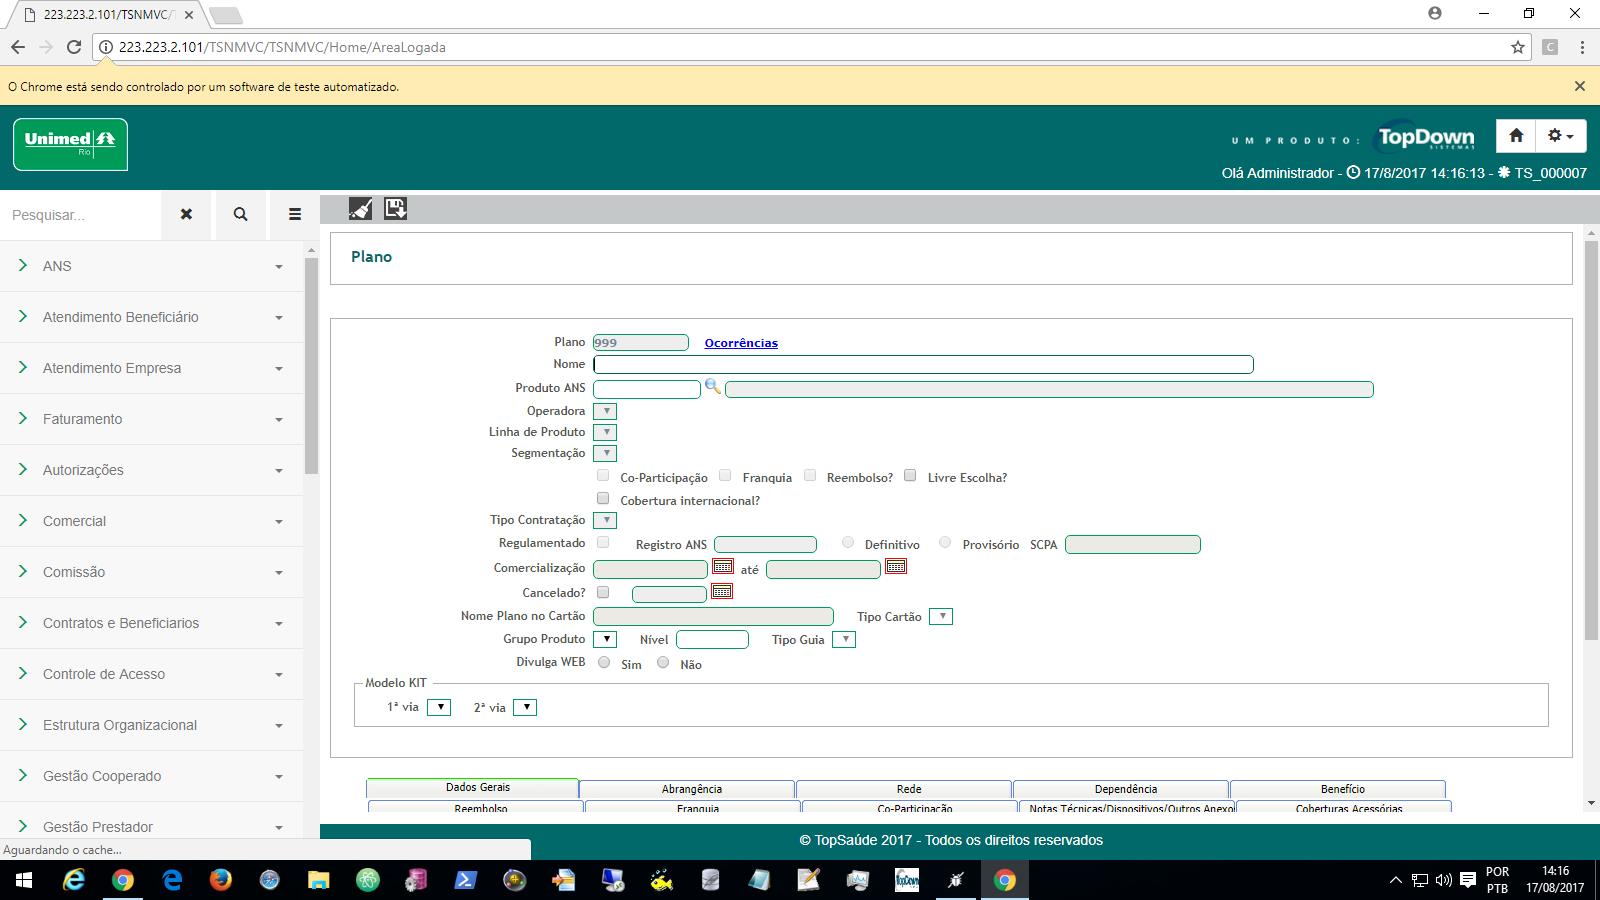 223.223.2.101/TSNMVC/T
223.223.2.101/TSNMVC/TSNMVC/Home/AreaLogada
C
O Chrome está sendo controlado por um software de teste automatizado.
Unimed
Rio
UM PRODUTO:
TopDown
SISTEMAS
Olá Administrador - 17/8/2017 14:16:13 - TS_000007
Pesquisar...
ANS
Atendimento Beneficiário
Atendimento Empresa
Faturamento
Autorizações
Comercial
Comissão
Contratos e Beneficiarios
Controle de Acesso
Estrutura Organizacional
Gestão Cooperado
Gestão Prestador
Aguardando o cache...
Plano
Plano 999 Ocorrências
Nome
Produto ANS
Operadora
Linha de Produto
Segmentação
Co-Participação Franquia Reembolso? Livre Escolha?
Cobertura internacional?
Tipo Contratação
Regulamentado Registro ANS Definitivo Provisório SCPA
Comercialização até
Cancelado?
Nome Plano no Cartão Tipo Cartão
Grupo Produto Nível Tipo Guia
Divulga WEB Sim Não
Modelo KIT
1ª via 2ª via
Dados Gerais Abrangência Rede Dependência Benefício
Reembolso Franquia Co-Participação Notas Técnicas/Dispositivos/Outros Anexo Coberturas Acessórias
© TopSaúde 2017 - Todos os direitos reservados
TopDown
POR
PTB
14:16
17/08/2017